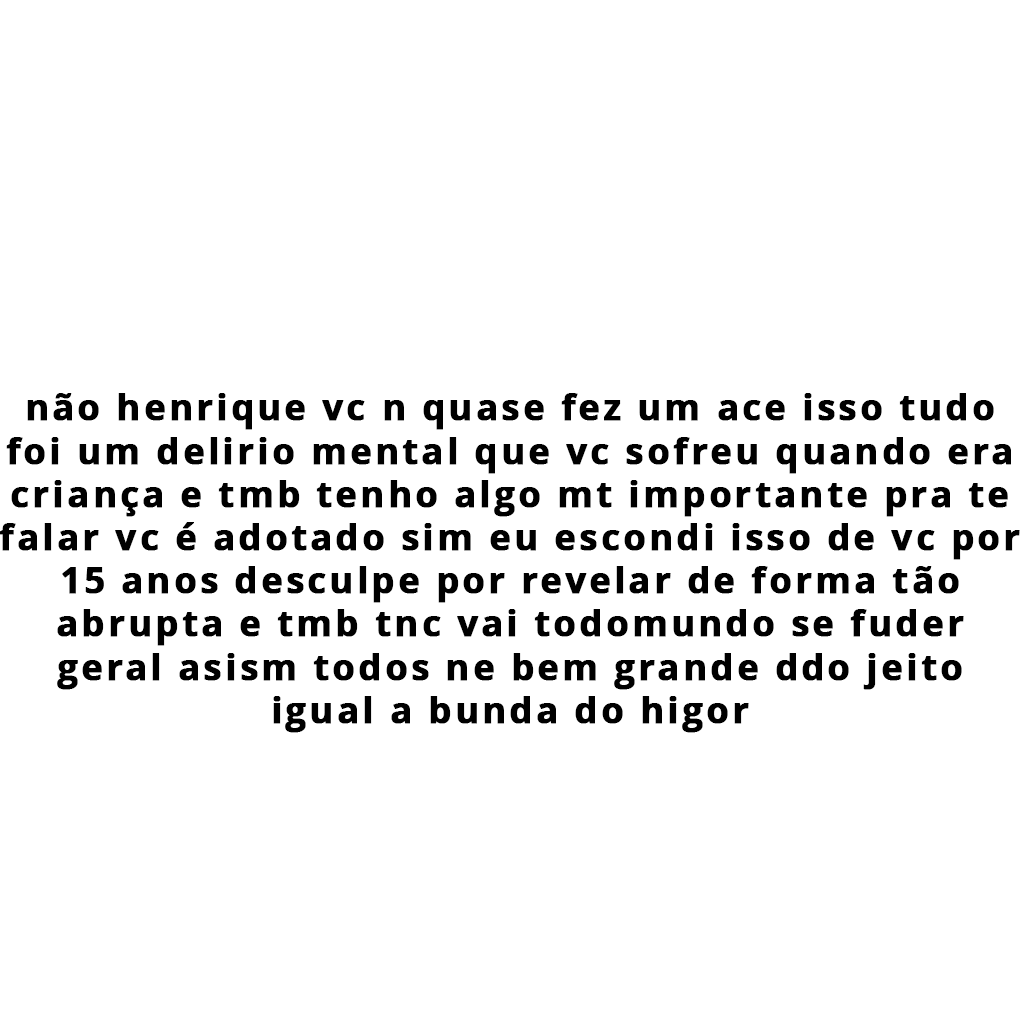 não henrique vc n quase fez um ace isso tudo
foi um delirio mental que vc sofreu quando era
criança e tmb tenho algo mt importante pra te
falar vc é adotado sim eu escondi isso de vc por
15 anos desculpe por revelar de forma tão
abrupta e tmb tnc vai todomundo se fuder
geral asism todos ne bem grande ddo jeito
igual a bunda do higor